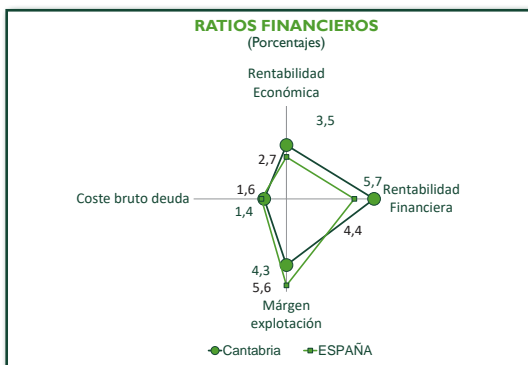 RATIOS FINANCIEROS
(Porcentajes)
Rentabilidad
Económica
3,5
2,7
5,7
Rentabilidad
Financiera
4,4
1,6
Coste bruto deuda
1,4
4,3
5,6
Márgen
explotación
Cantabria
ESPAÑA